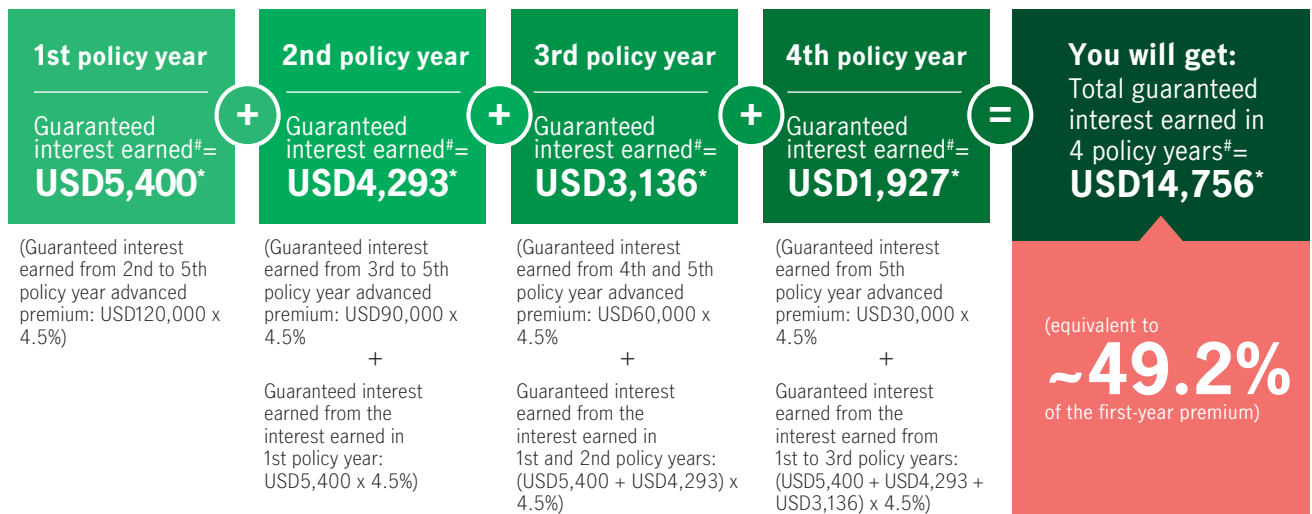 1st policy year
Guaranteed
interest earned#=
USD5,400*
(Guaranteed interest
earned from 2nd to 5th
policy year advanced
premium: USD120,000 x
4.5%)
+
2nd policy year
Guaranteed
interest earned#=
USD4,293*
(Guaranteed interest
earned from 3rd to 5th
policy year advanced
premium: USD90,000 x
4.5%
+
Guaranteed interest
earned from the
interest earned in
1st policy year:
USD5,400 x 4.5%)
+
3rd policy year
Guaranteed
interest earned#=
USD3,136*
(Guaranteed interest
earned from 4th and 5th
policy year advanced
premium: USD60,000 x
4.5%
+
Guaranteed interest
earned from the
interest earned in
1st and 2nd policy years:
(USD5,400 + USD4,293) x
4.5%)
+
4th policy year
Guaranteed
interest earned#=
USD1,927*
(Guaranteed interest
earned from 5th
policy year advanced
premium: USD30,000 x
4.5%
+
Guaranteed interest
earned from the
interest earned from
1st to 3rd policy years:
(USD5,400 + USD4,293 +
USD3,136) x 4.5%)
=
You will get:
Total guaranteed
interest earned in
4 policy years#=
USD14,756*
(equivalent to
~49.2%
of the first-year premium)